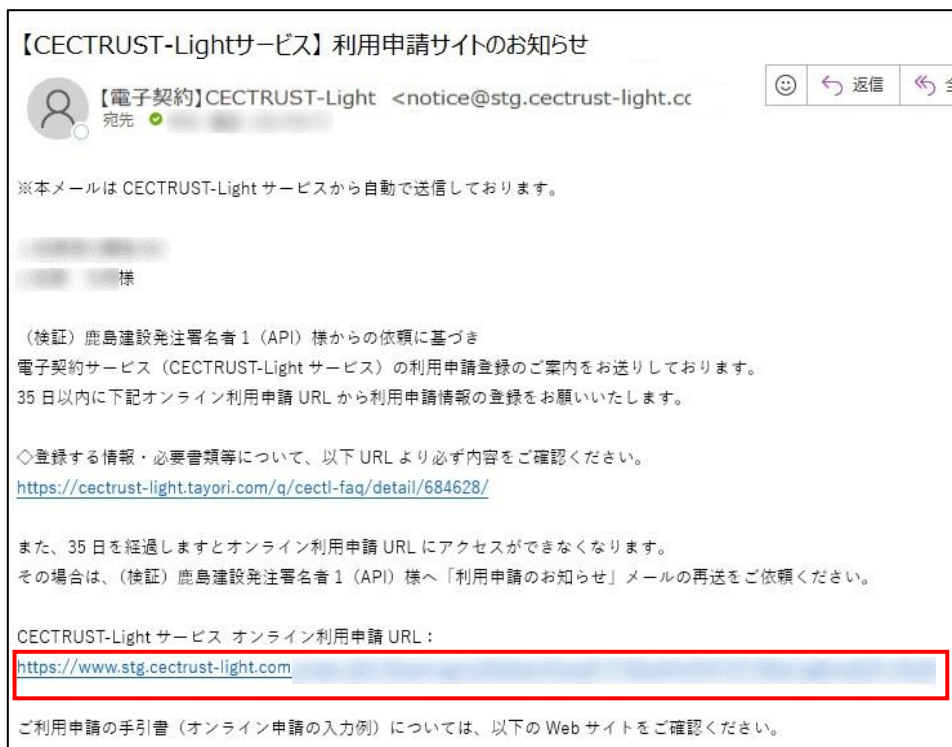 【CECTRUST-Lightサービス】利用申請サイトのお知らせ
【電子契約】CECTRUST-Light <notice@stg.cectrust-light.cc
返信
宛先
※本メールは CECTRUST-Light サービスから自動で送信しております。
様
（検証）鹿島建設発注署名者１（API）様からの依頼に基づき
電子契約サービス（CECTRUST-Light サービス）の利用申請登録のご案内をお送りしております。
35 日以内に下記オンライン利用申請 URL から利用申請情報の登録をお願いいたします。
◇登録する情報・必要書類等について、以下 URL より必ず内容をご確認ください。
https://cectrust-light.tayori.com/q/cectl-faq/detail/684628/
また、35 日を経過しますとオンライン利用申請 URL にアクセスができなくなります。
その場合は、（検証）鹿島建設発注署名者１（API）様へ「利用申請のお知らせ」メールの再送をご依頼ください。
CECTRUST-Light サービス オンライン利用申請 URL：
https://www.stg.cectrust-light.com
ご利用申請の手引書（オンライン申請の入力例）については、以下の Web サイトをご確認ください。